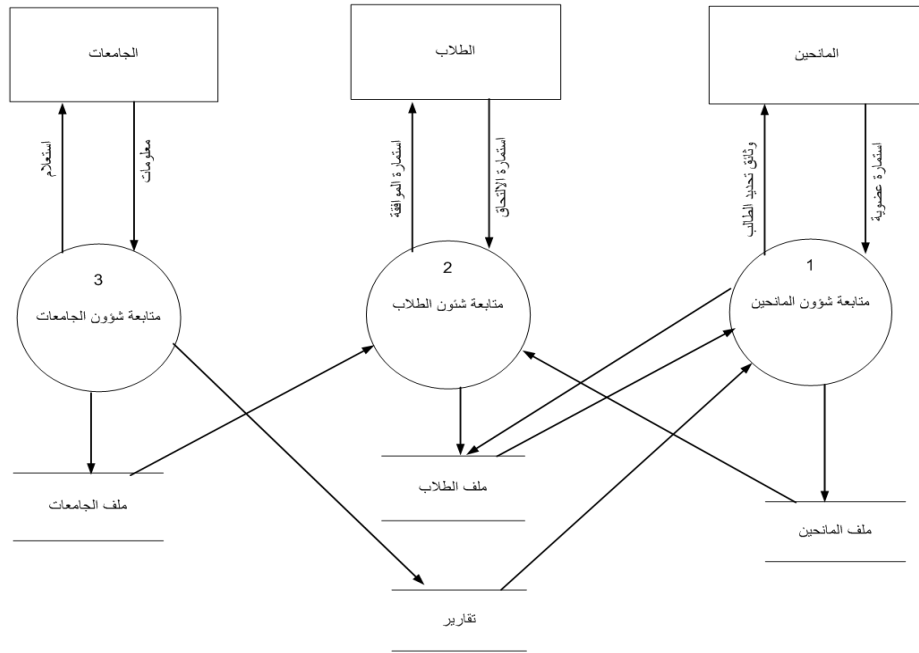 المانحين
الطلاب
الجامعات
استمارة عضوية
وثائق تحديد الطالب
استمارة الالتحاق
استمارة الموافقة
معلومات
استعلام
1
متابعة شؤون المانحين
2
متابعة شئون الطلاب
3
متابعة شؤون الجامعات
ملف المانحين
ملف الطلاب
ملف الجامعات
تقارير